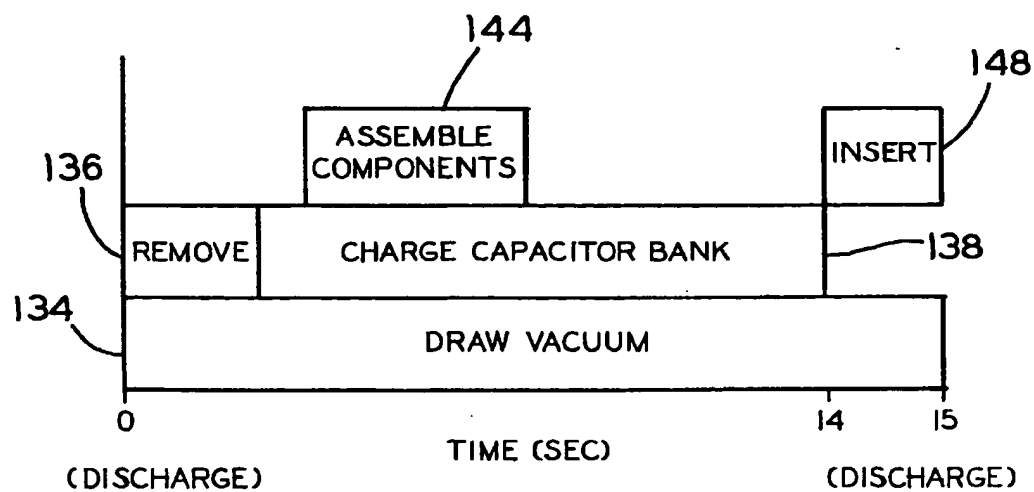 144
148
ASSEMBLE
COMPONENTS
INSERT
136
REMOVE
CHARGE CAPACITOR BANK
138
134
DRAW VACUUM
0
14
15
TIME (SEC)
(DISCHARGE)
(DISCHARGE)